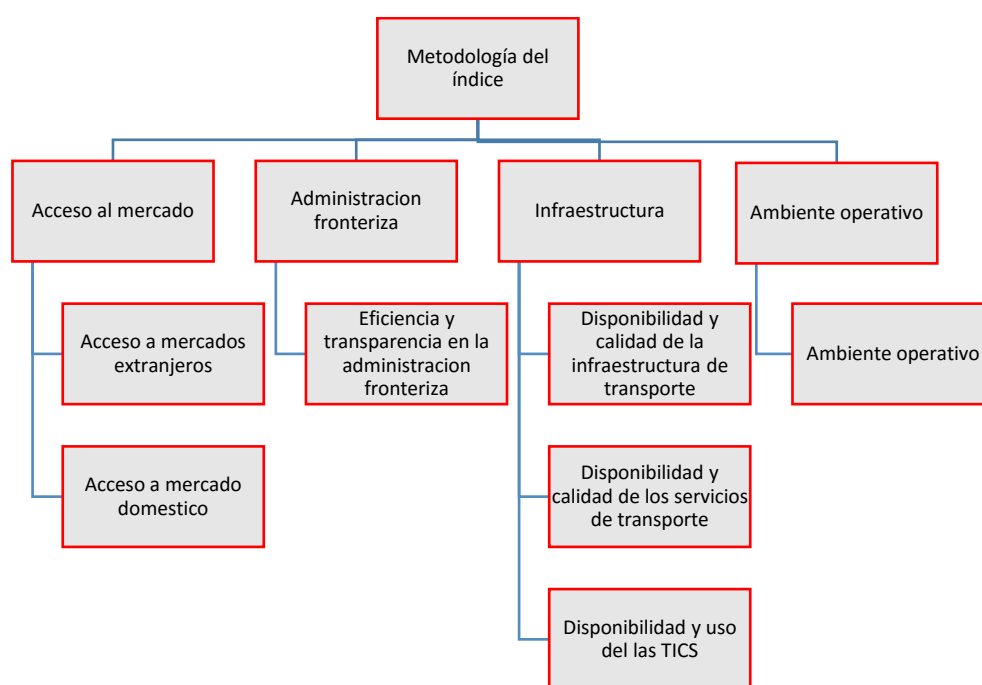 Metodología del
índice
Acceso al mercado
Administracion
fronteriza
Infraestructura
Ambiente operativo
Acceso a mercados
extranjeros
Eficiencia y
transparencia en la
administracion
fronteriza
Disponibilidad y
calidad de la
infraestructura de
transporte
Ambiente operativo
Acceso a mercado
domestico
Disponibilidad y
calidad de los servicios
de transporte
Disponibilidad y uso
del las TICS